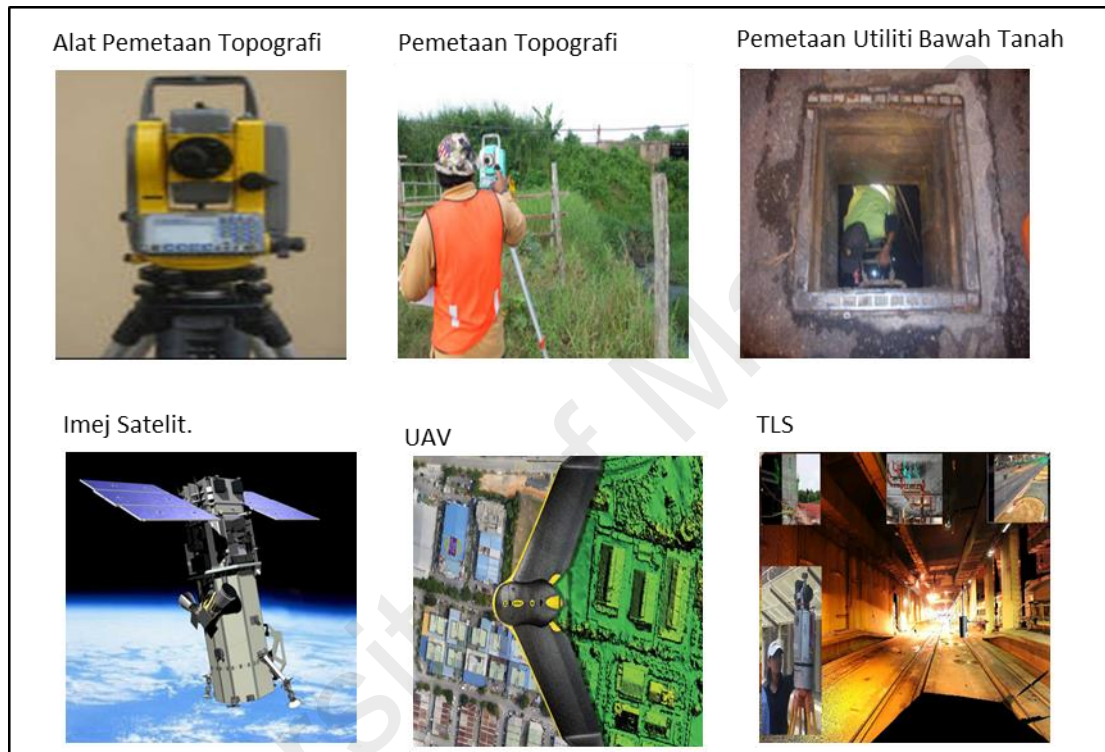 Alat Pemetaan Topografi
Pemetaan Topografi
Pemetaan Utiliti Bawah Tanah
Imej Satelit.
UAV
TLS